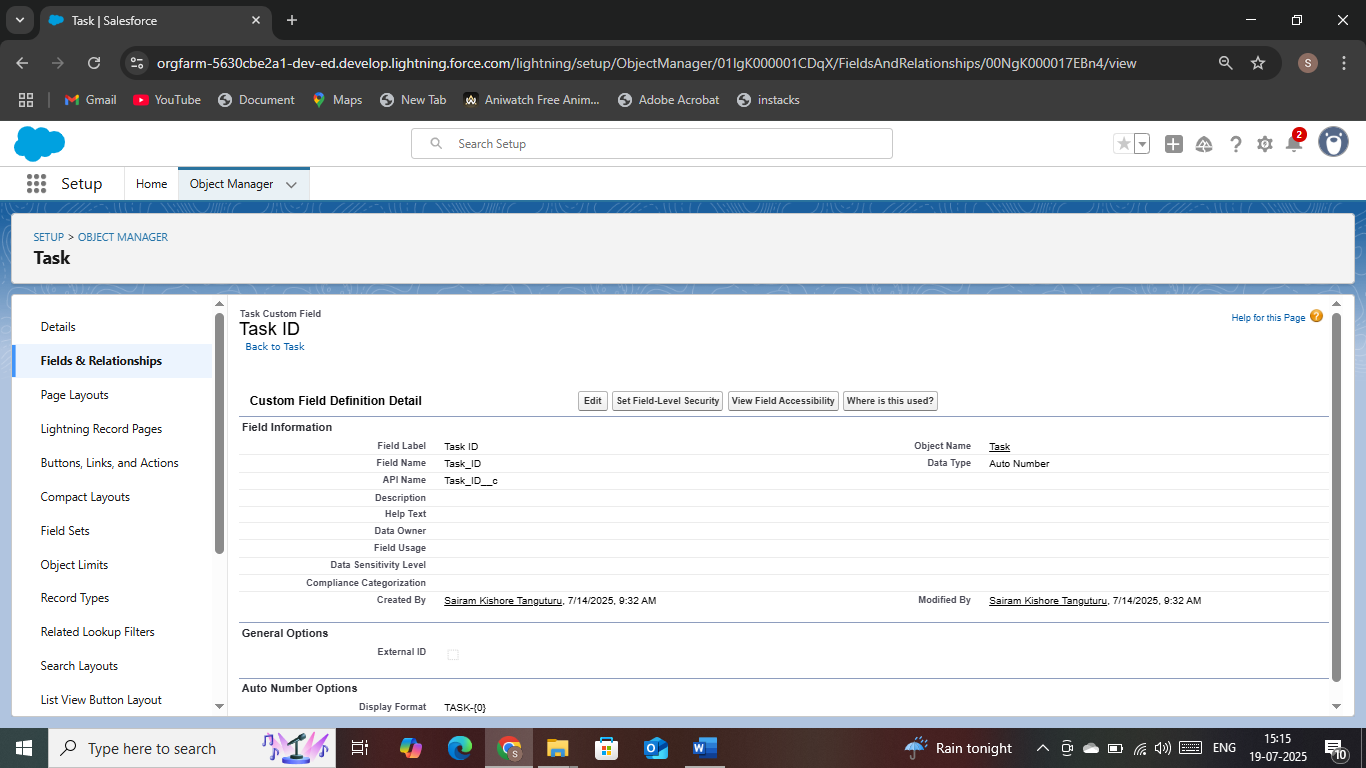 Task | Salesforce
orgfarm-5630cbe2a1-dev-ed.develop.lightning.force.com/lightning/setup/ObjectManager/01IgK000001CDqX/FieldsAndRelationships/00NgK000017EBn4/view
S
Gmail YouTube Document Maps New Tab Aniwatch Free Anim... Adobe Acrobat instacks
Search Setup
2
Setup Home Object Manager
SETUP > OBJECT MANAGER
Task
Details
Fields & Relationships
Page Layouts
Lightning Record Pages
Buttons, Links, and Actions
Compact Layouts
Field Sets
Object Limits
Record Types
Related Lookup Filters
Search Layouts
List View Button Layout
Task Custom Field
Task ID
Back to Task
Help for this Page ?
Custom Field Definition Detail Edit Set Field-Level Security View Field Accessibility Where is this used?
Field Information
Field Label Task ID Object Name Task
Field Name Task_ID Data Type Auto Number
API Name Task_ID__c
Description
Help Text
Data Owner
Field Usage
Data Sensitivity Level
Compliance Categorization
Created By Sairam Kishore Tanguturu, 7/14/2025, 9:32 AM Modified By Sairam Kishore Tanguturu, 7/14/2025, 9:32 AM
General Options
External ID
Auto Number Options
Display Format TASK-{0}
Type here to search
S
W
Rain tonight
ENG
15:15
19-07-2025
10